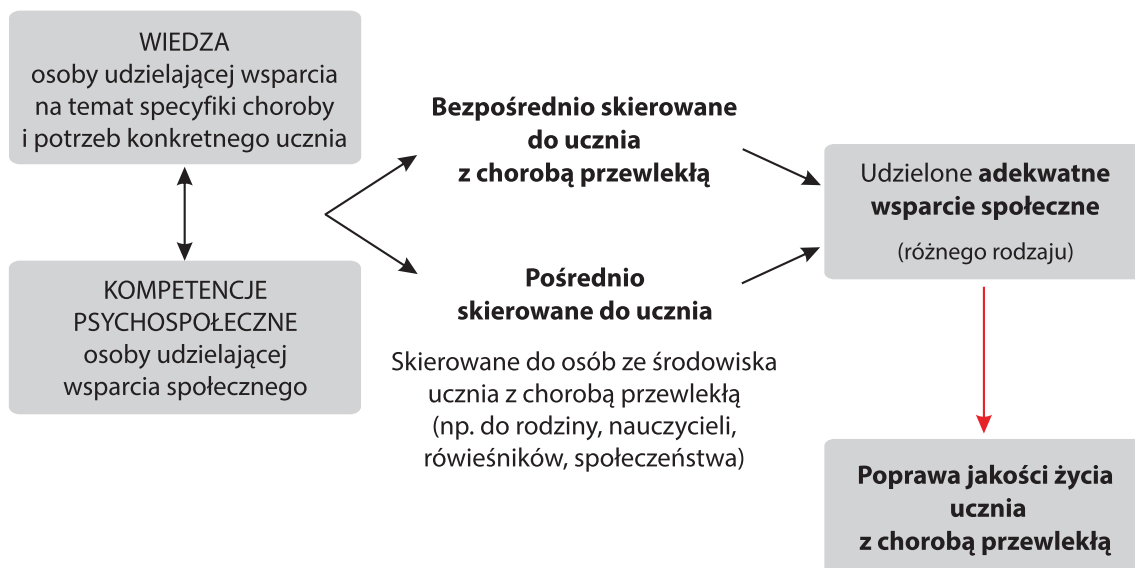 WIEDZA
osoby udzielającej wsparcia
na temat specyfiki choroby
i potrzeb konkretnego ucznia
KOMPETENCJE
PSYCHOSPOŁECZNE
osoby udzielającej
wsparcia społecznego
Bezpośrednio skierowane
do ucznia
z chorobą przewlekłą
Pośrednio
skierowane do ucznia
Skierowane do osób ze środowiska
ucznia z chorobą przewlekłą
(np. do rodziny, nauczycieli,
rówieśników, społeczeństwa)
Udzielone adekwatne
wsparcie społeczne
(różnego rodzaju)
Poprawa jakości życia
ucznia
z chorobą przewlekłą